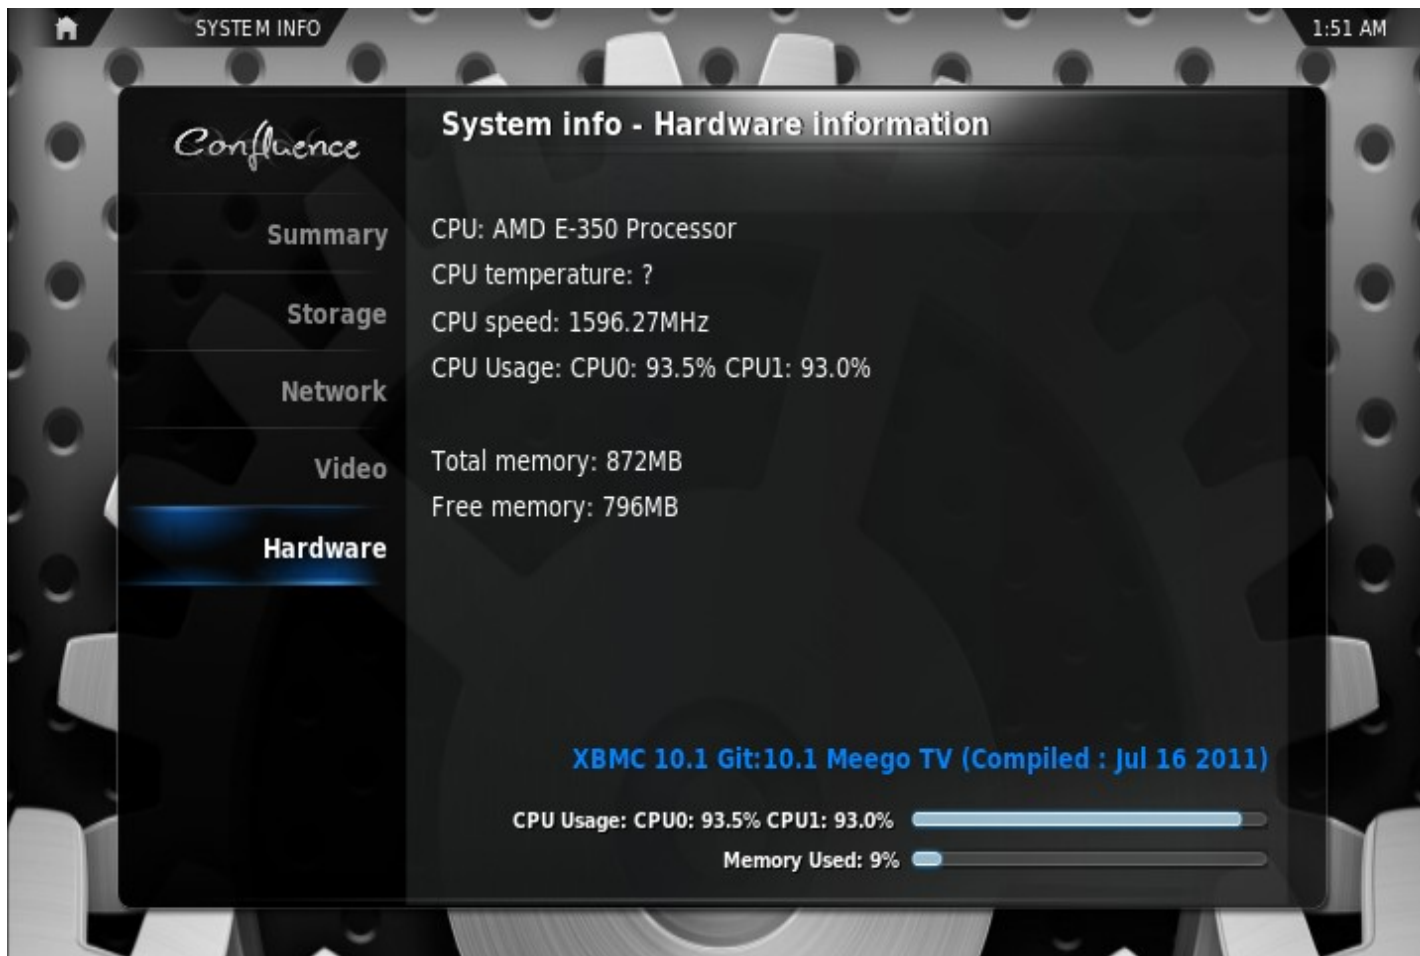 SYSTEM INFO
1:51 AM
Confluence
System info - Hardware information
Summary
Storage
Network
Video
Hardware
CPU: AMD E-350 Processor
CPU temperature: ?
CPU speed: 1596.27MHz
CPU Usage: CPU0: 93.5% CPU1: 93.0%
Total memory: 872MB
Free memory: 796MB
XBMC 10.1 Git:10.1 Meego TV (Compiled : Jul 16 2011)
CPU Usage: CPU0: 93.5% CPU1: 93.0%
Memory Used: 9%